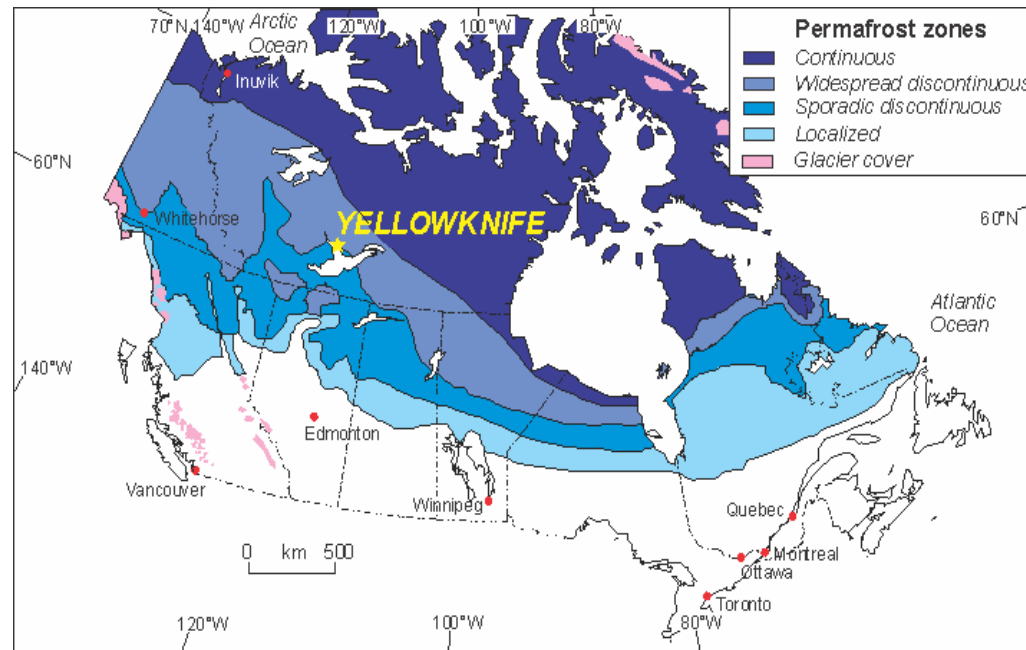 70°N 140°W
Arctic
Ocean
120°W
100°W
80°W
Permafrost zones
Continuous
Widespread discontinuous
Sporadic discontinuous
Localized
Glacier cover
Inuvik
60°N
Whitehorse
YELLOWKNIFE
60°N
Atlantic
Ocean
140°W
Edmonton
Vancouver
Winnipeg
Quebec
Montreal
Ottawa
Toronto
0 km 500
120°W
100°W
80°W